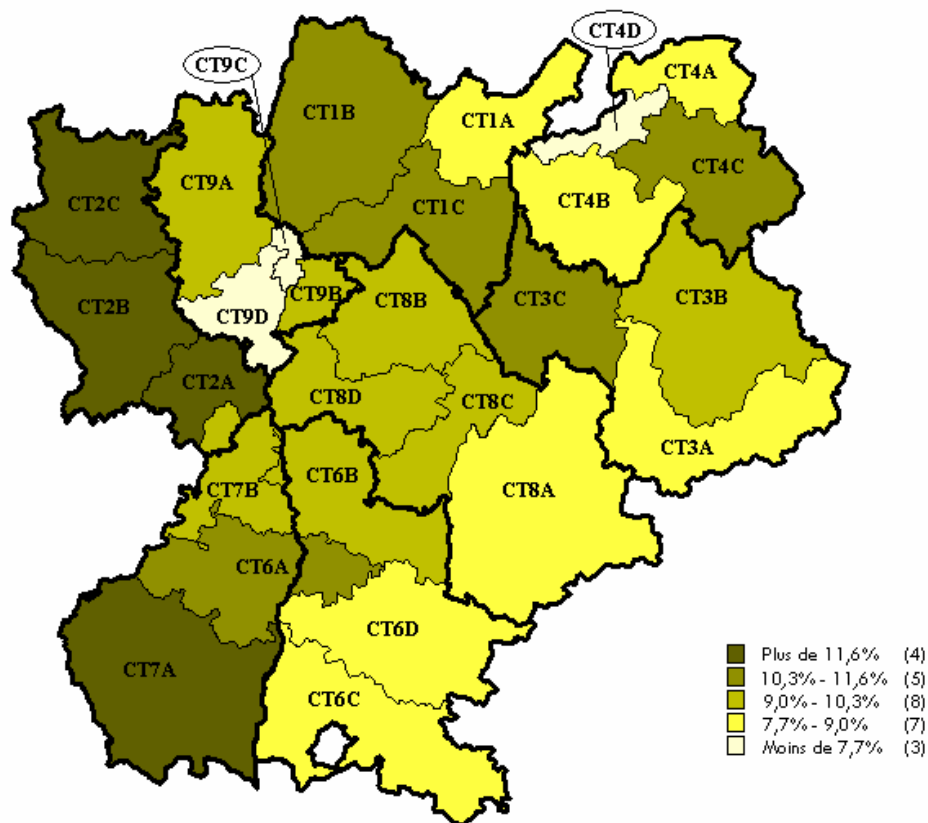 CT4D
CT9C
CT4A
CT1B
CT1A
CT4C
CT9A
CT2C
CT4B
CT1C
CT9B
CT8B
CT3C
CT3B
CT2B
CT9D
CT2A
CT8D
CT8C
CT3A
CT7B
CT6B
CT8A
CT6A
CT6D
CT7A
CT6C
Plus de 11,6% (4)
10,3% - 11,6% (5)
9,0% - 10,3% (8)
7,7% - 9,0% (7)
Moins de 7,7% (3)